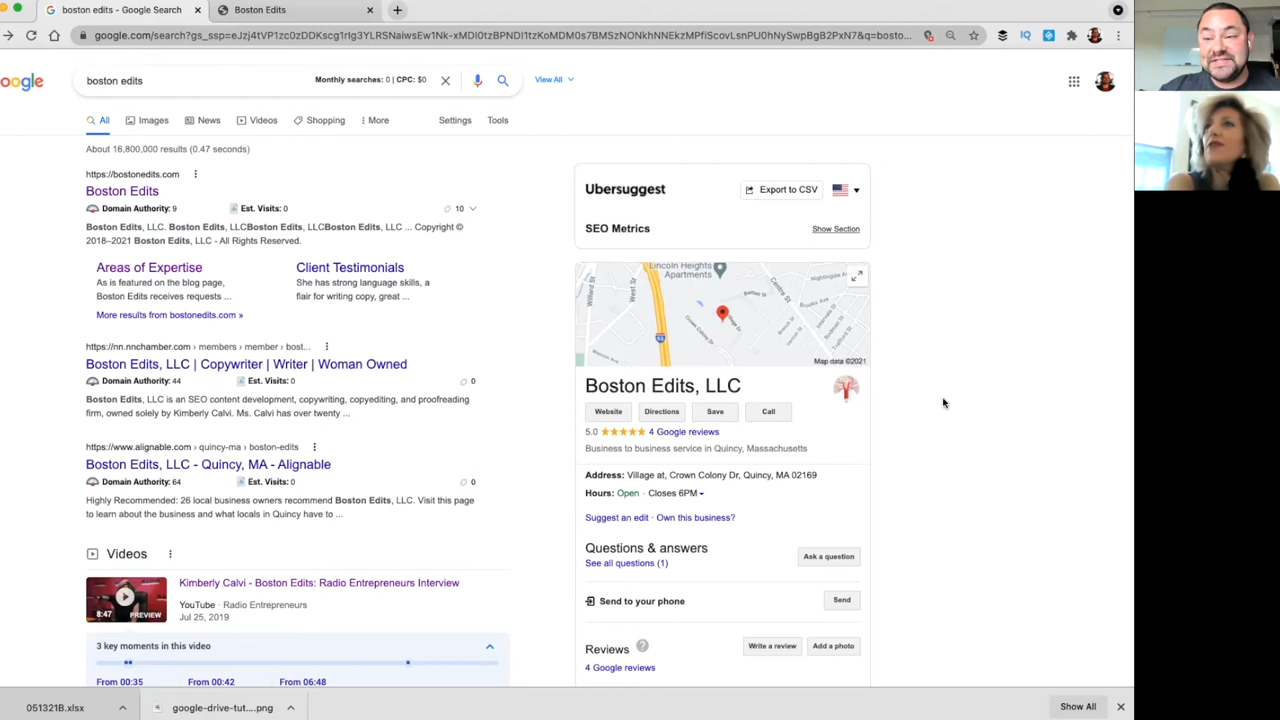 boston edits - Google Search
Boston Edits
google.com/search?gs_ssp=eJzj4tVP1zc0zDDKscg1rIg3YLRSNaiwsEw1Nk-xMDI0tzBPNDI1tzKoMDM0s7BMSzNONkhNNEkzMPfiScovLsnPU0hNySwpBgB2PxN7&q=bosto...
oogle
boston edits
Monthly searches: 0 | CPC: $0
View All
All
Images
News
Videos
Shopping
More
Settings
Tools
About 16,800,000 results (0.47 seconds)
https://bostonedits.com
Boston Edits
Domain Authority: 9
Est. Visits: 0
10
Boston Edits, LLC. Boston Edits, LLCBoston Edits, LLCBoston Edits, LLC ... Copyright ©
2018–2021 Boston Edits, LLC - All Rights Reserved.
Areas of Expertise
As is featured on the blog page,
Boston Edits receives requests ...
Client Testimonials
She has strong language skills, a
flair for writing copy, great ...
More results from bostonedits.com »
https://nn.nnchamber.com › members › member › bost...
Boston Edits, LLC | Copywriter | Writer | Woman Owned
Domain Authority: 44
Est. Visits: 0
0
Boston Edits, LLC is an SEO content development, copywriting, copyediting, and proofreading
firm, owned solely by Kimberly Calvi. Ms. Calvi has over twenty ...
https://www.alignable.com › quincy-ma › boston-edits
Boston Edits, LLC - Quincy, MA - Alignable
Domain Authority: 64
Est. Visits: 0
0
Highly Recommended: 26 local business owners recommend Boston Edits, LLC. Visit this page
to learn about the business and what locals in Quincy have to ...
Videos
Kimberly Calvi - Boston Edits: Radio Entrepreneurs Interview
YouTube · Radio Entrepreneurs
Jul 25, 2019
8:47
PREVIEW
3 key moments in this video
From 00:35
From 00:42
From 06:48
Ubersuggest
Export to CSV
SEO Metrics
Show Section
Lincoln Heights
Apartments
Willard St
West St
Centre St
Nightingale Av
Brooks Ave
Map data ©2021
Boston Edits, LLC
Website
Directions
Save
Call
5.0
4 Google reviews
Business to business service in Quincy, Massachusetts
Address: Village at, Crown Colony Dr, Quincy, MA 02169
Hours: Open · Closes 6PM
Suggest an edit · Own this business?
Questions & answers
See all questions (1)
Ask a question
Send to your phone
Send
Reviews
Write a review
Add a photo
4 Google reviews
051321B.xlsx
google-drive-tut....png
Show All